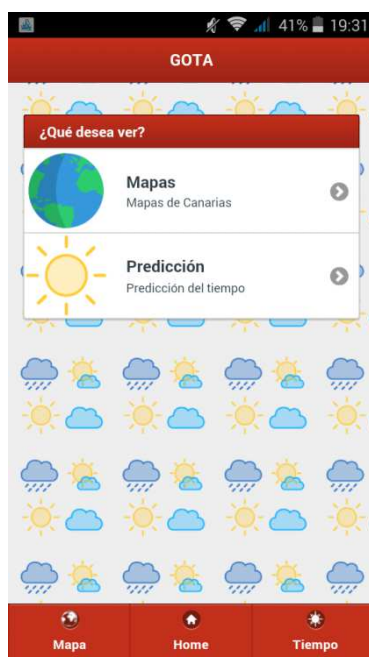 41% 19:31
GOTA
¿Qué desea ver?
Mapas
Mapas de Canarias
Predicción
Predicción del tiempo
Mapa Home Tiempo